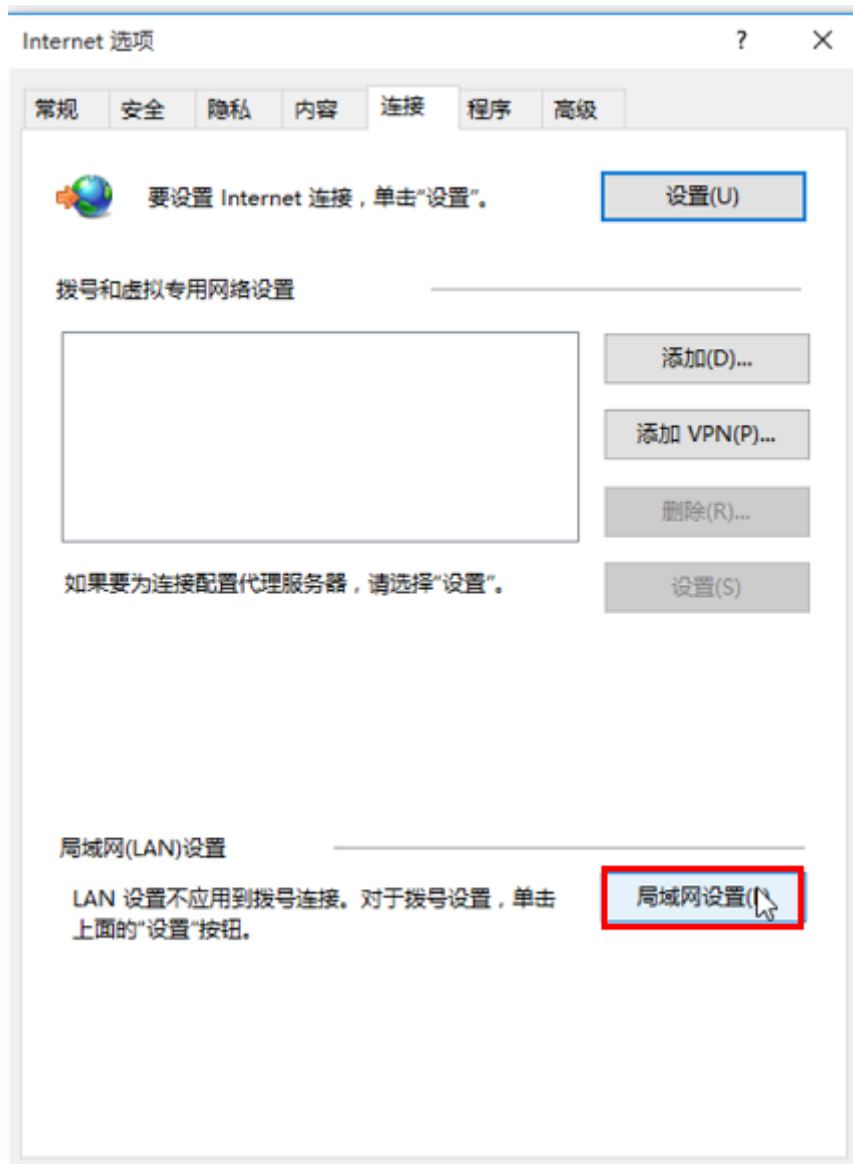 Internet 选项
?
常规 安全 隐私 内容 连接 程序 高级
要设置 Internet 连接，单击“设置”。
设置(U)
拨号和虚拟专用网络设置
添加(D)...
添加 VPN(P)...
删除(R)...
如果要为连接配置代理服务器，请选择“设置”。
设置(S)
局域网(LAN)设置
LAN 设置不应用到拨号连接。对于拨号设置，单击
上面的“设置”按钮。
局域网设置(